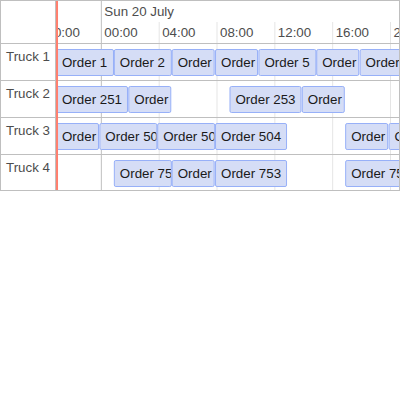 Sun 20 July
0:00 00:00 04:00 08:00 12:00 16:00 2
Truck 1 Order 1 Order 2 Order Order Order 5 Order Order
Truck 2 Order 251 Order Order 253 Order
Truck 3 Order Order 50 Order 50 Order 504 Order
Truck 4 Order 75 Order Order 753 Order 75